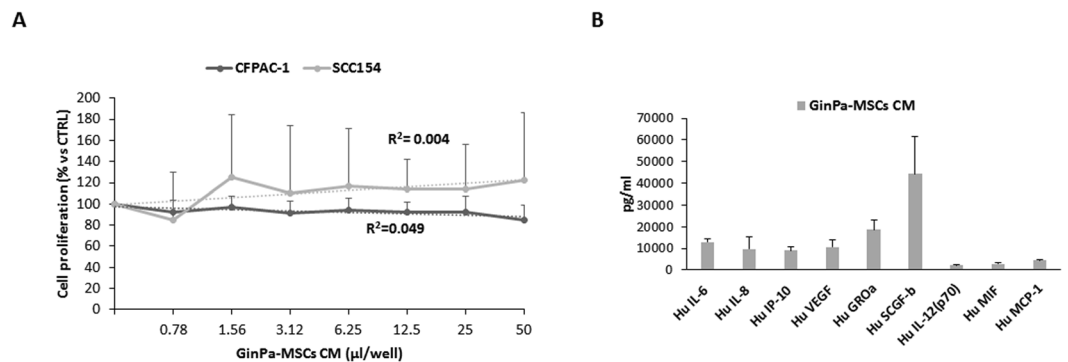 A
CFPAC-1 SCC154
Cell proliferation (% vs CTRL)
200
180
160
140
120
100
80
60
40
20
0
R²= 0.004
R²=0.049
0.78 1.56 3.12 6.25 12.5 25 50
GinPa-MSCs CM (µl/well)
B
GinPa-MSCs CM
pg/ml
70000
60000
50000
40000
30000
20000
10000
0
Hu IL-6
Hu IL-8
Hu IP-10
Hu VEGF
Hu GROa
Hu SCGF-b
Hu IL-12(p70)
Hu MIF
Hu MCP-1